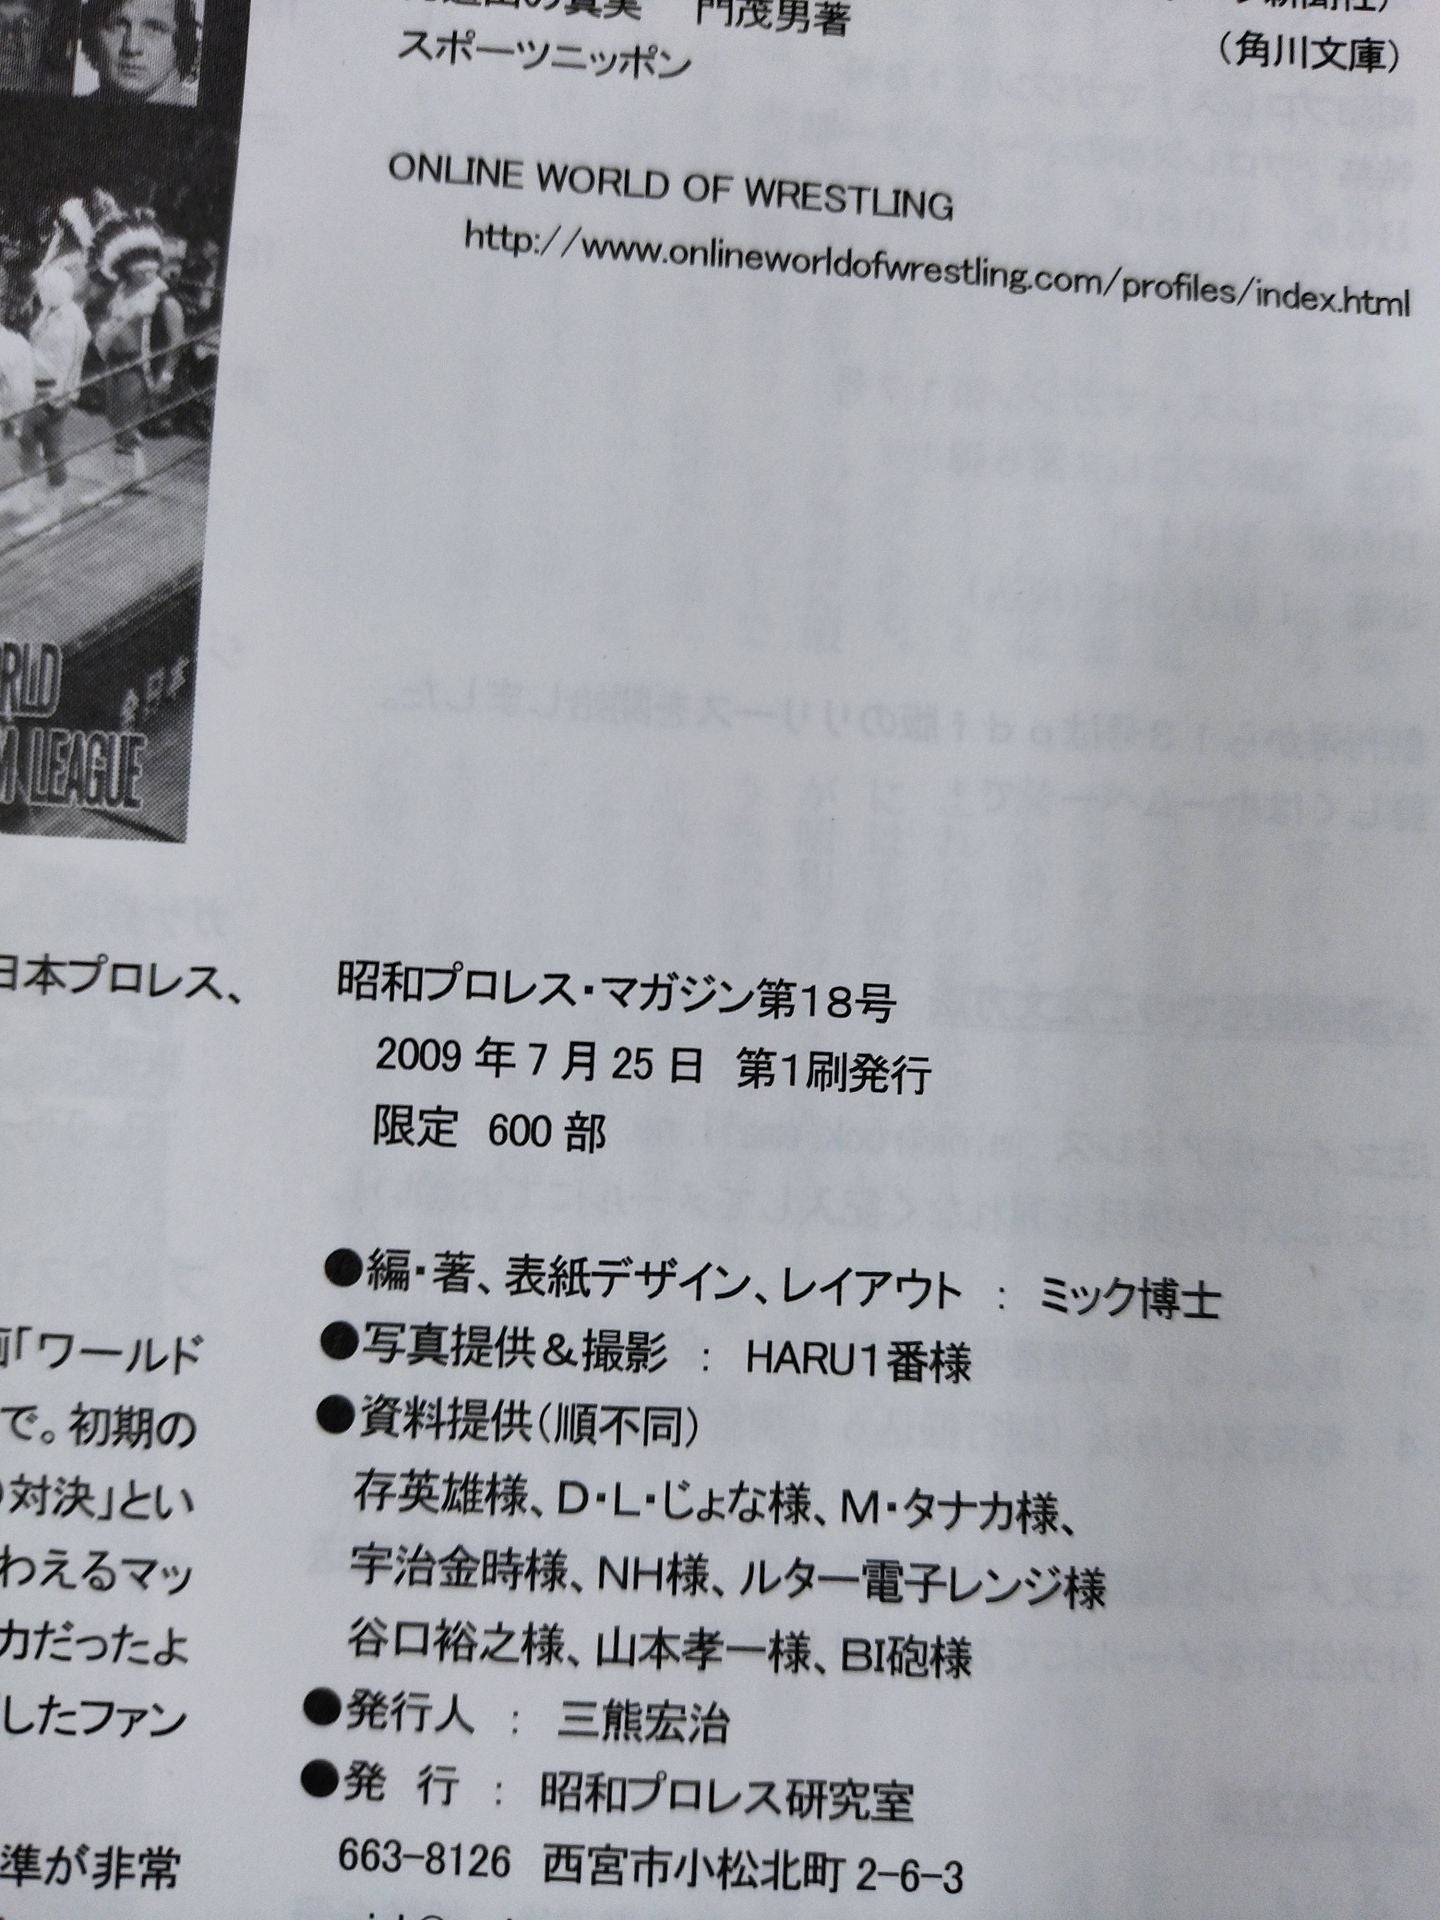 の真実　門茂男著
スポーツニッポン　（角川文庫）
ONLINE WORLD OF WRESTLING
http://www.onlineworldofwrestling.com/profiles/index.html
LEAGUE
日本プロレス、
「ワールド
で。初期の
対決」とい
わえるマッ
力だったよ
したファン
準が非常
昭和プロレス・マガジン第１８号
2009 年 7 月 25 日　第１刷発行
限定　600 部
●編・著、表紙デザイン、レイアウト　：　ミック博士
●写真提供＆撮影　：　HARU１番様
●資料提供（順不同）
存英雄様、Ｄ・Ｌ・じょな様、Ｍ・タナカ様、
宇治金時様、ＮＨ様、ルター電子レンジ様
谷口裕之様、山本孝一様、ＢＩ砲様
●発行人　：　三熊宏治
●発　行　：　昭和プロレス研究室
663-8126　西宮市小松北町 2-6-3